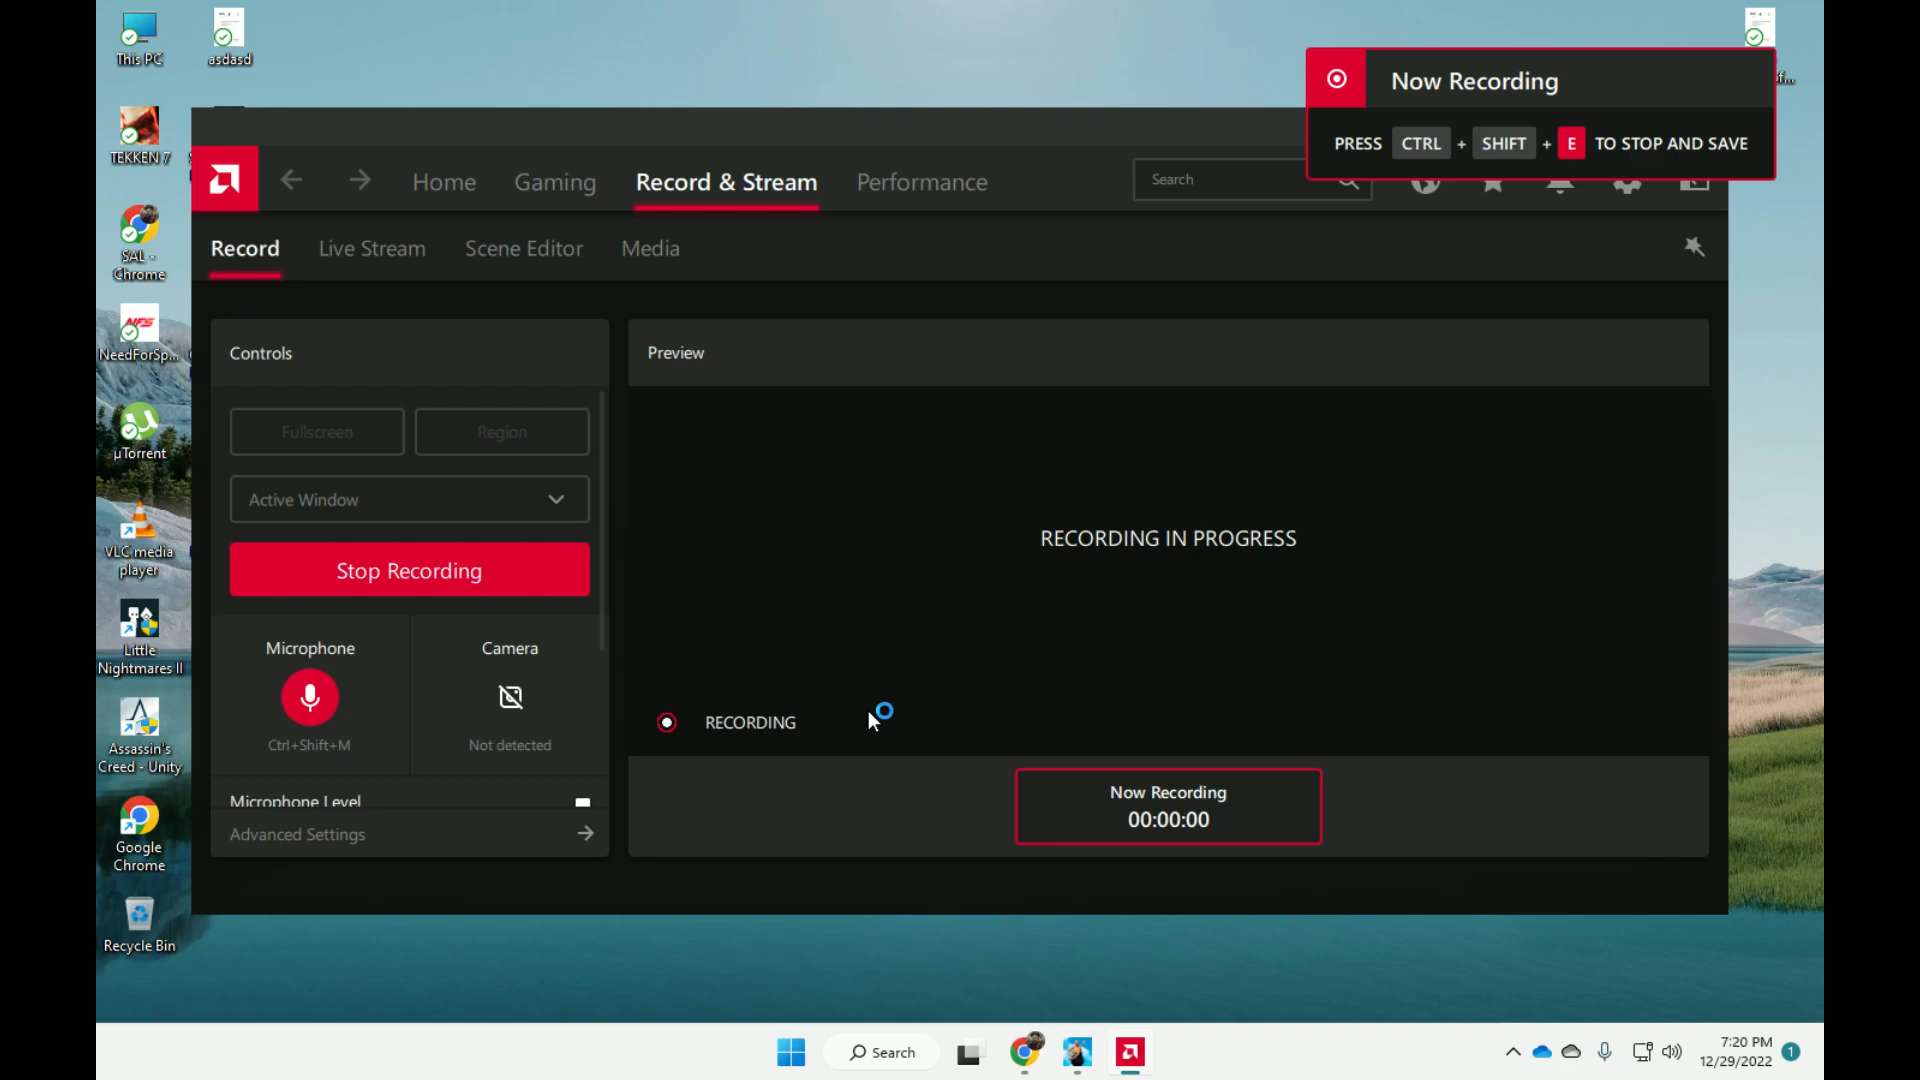 This PC
asdasd
TEKKEN 7
SAL -
Chrome
NFS
NeedForSp...
µTorrent
VLC media
player
Little
Nightmares II
Assassin's
Creed - Unity
Google
Chrome
Recycle Bin
Now Recording
PRESS CTRL + SHIFT + E TO STOP AND SAVE
Home
Gaming
Record & Stream
Performance
Search
Record
Live Stream
Scene Editor
Media
Controls
Fullscreen
Region
Active Window
Stop Recording
Microphone
Ctrl+Shift+M
Camera
Not detected
Microphone Level
Advanced Settings
Preview
RECORDING IN PROGRESS
RECORDING
Now Recording
00:00:00
Search
7:20 PM
12/29/2022
1